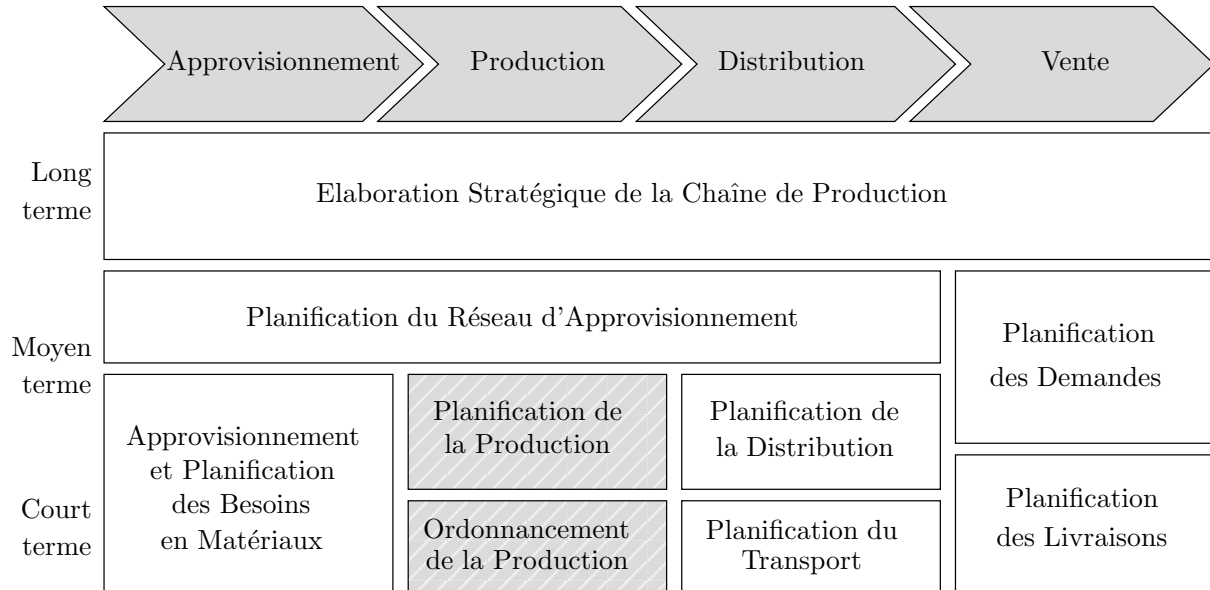 Approvisionnement
Production
Distribution
Vente
Long
terme
Elaboration Stratégique de la Chaîne de Production
Moyen
terme
Planification du Réseau d'Approvisionnement
Planification
des Demandes
Approvisionnement
et Planification
des Besoins
en Matériaux
Planification de
la Production
Planification de
la Distribution
Court
terme
Ordonnancement
de la Production
Planification du
Transport
Planification
des Livraisons